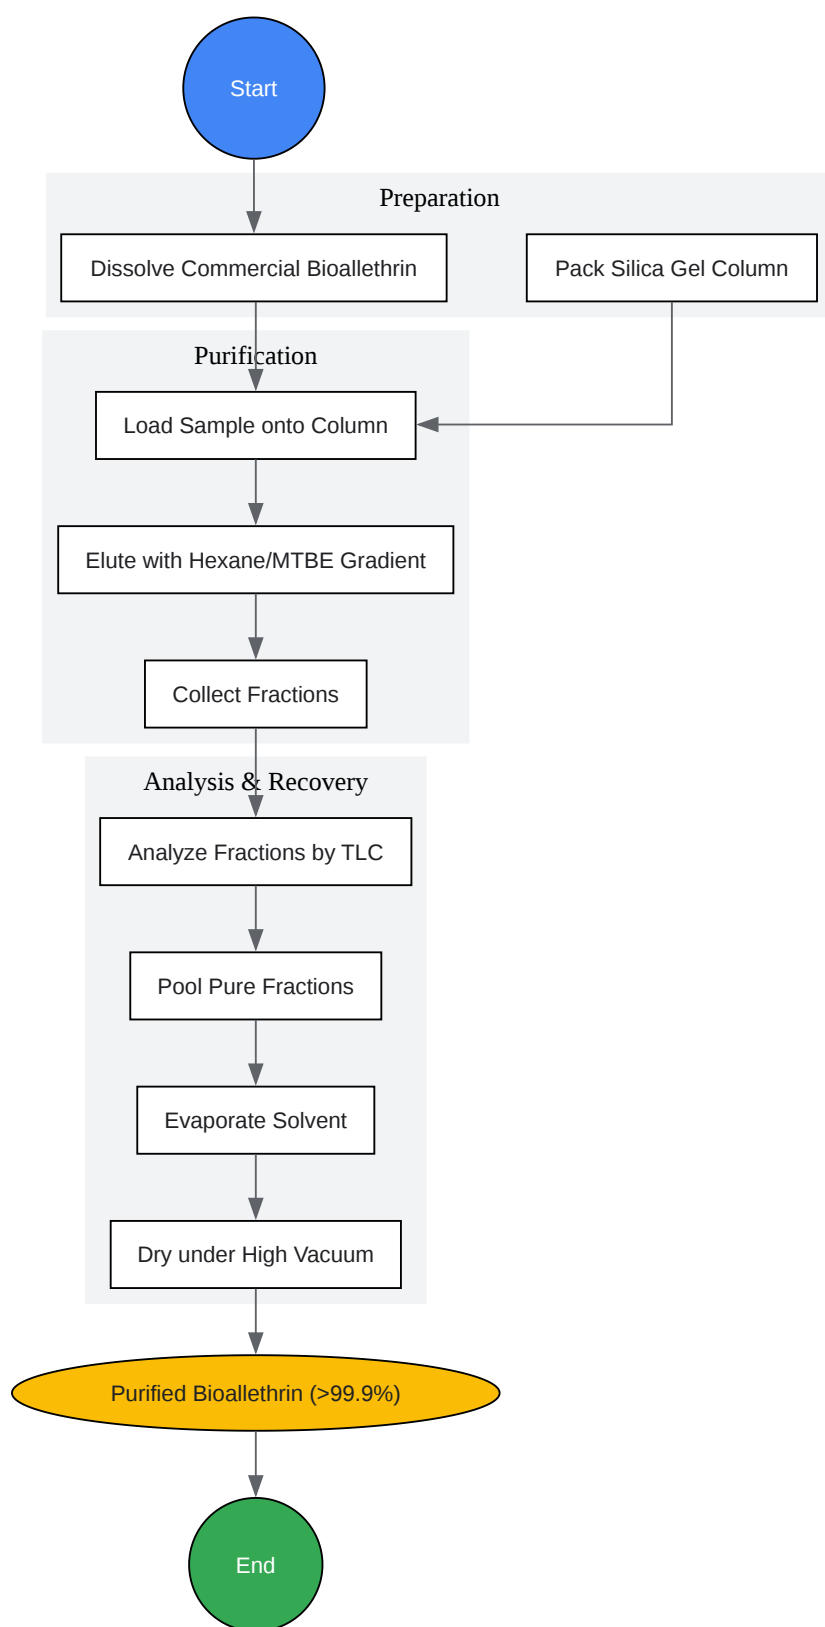 Start
Preparation
Dissolve Commercial Bioallethrin
Pack Silica Gel Column
Purification
Load Sample onto Column
Elute with Hexane/MTBE Gradient
Collect Fractions
Analysis & Recovery
Analyze Fractions by TLC
Pool Pure Fractions
Evaporate Solvent
Dry under High Vacuum
Purified Bioallethrin (>99.9%)
End